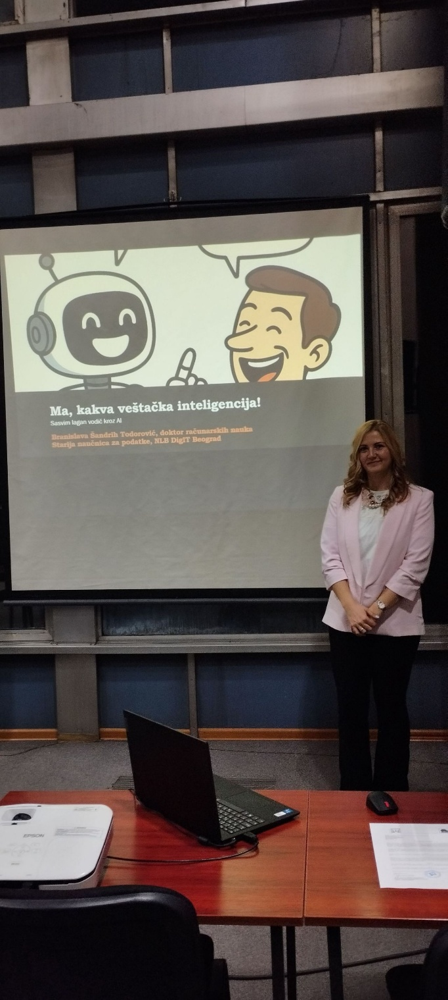 Ma, kakva veštačka inteligencija!
Sasvim lagan vodič kroz AI
Branislava Šandrih Todorović, doktor računarskih nauka
Starija naučnica za podatke, NLB DigIT Beograd
EPSON